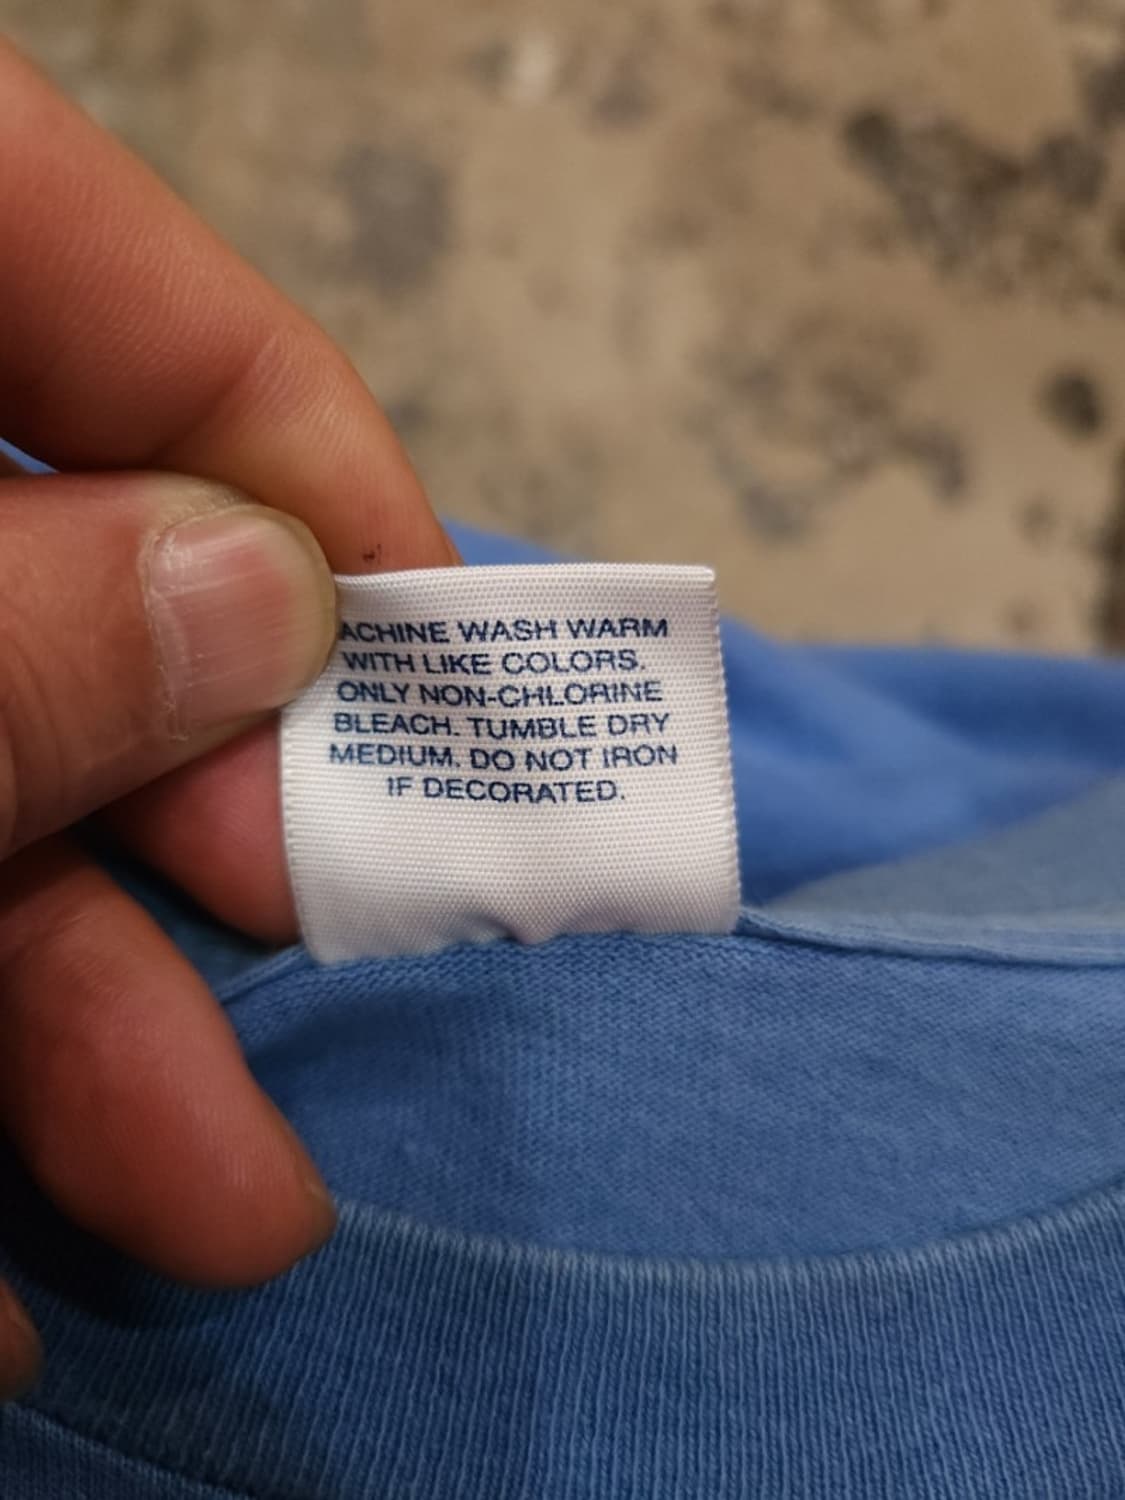 ACHINE WASH WARM
WITH LIKE COLORS.
ONLY NON-CHLORINE
BLEACH. TUMBLE DRY
MEDIUM. DO NOT IRON
IF DECORATED.